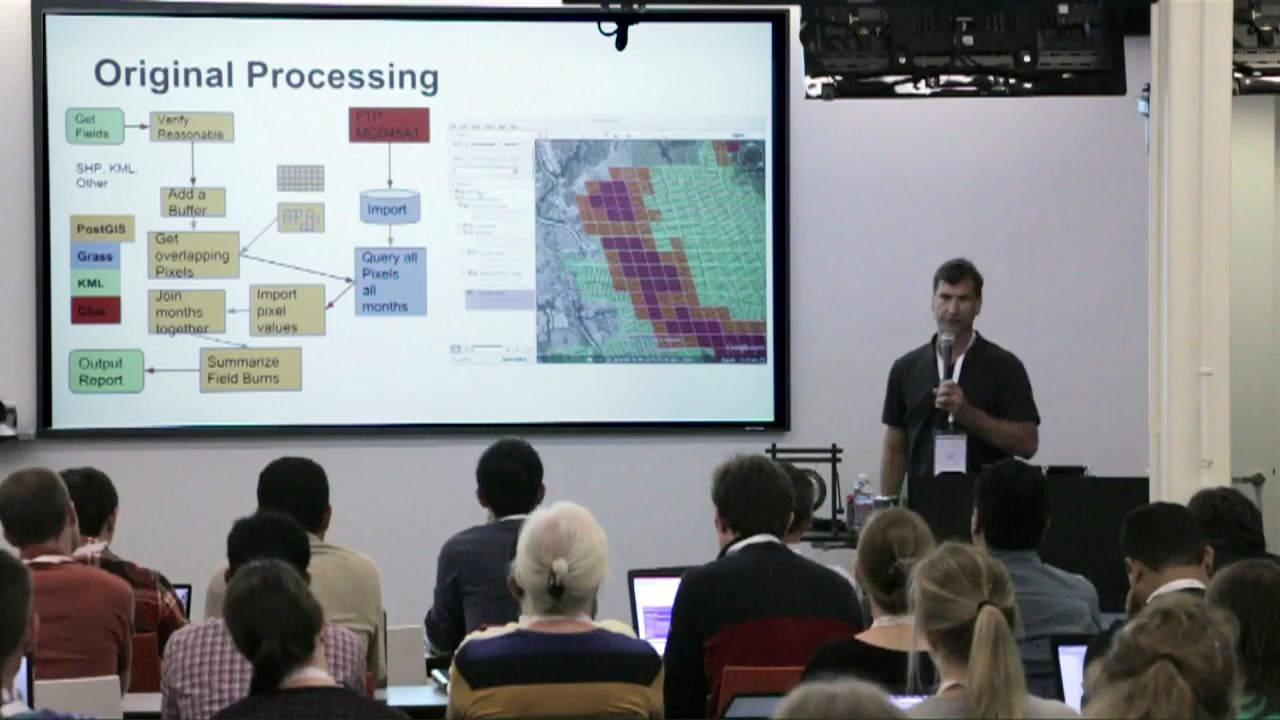 Original Processing
Get
Fields
Verify
Reasonable
FTP
MCD45A1
SHP, KML,
Other
Add a
Buffer
Import
PostGIS
Grass
KML
Glue
Get
overlapping
Pixels
Query all
Pixels
all
months
Join
months
together
Import
pixel
values
Output
Report
Summarize
Field Burns